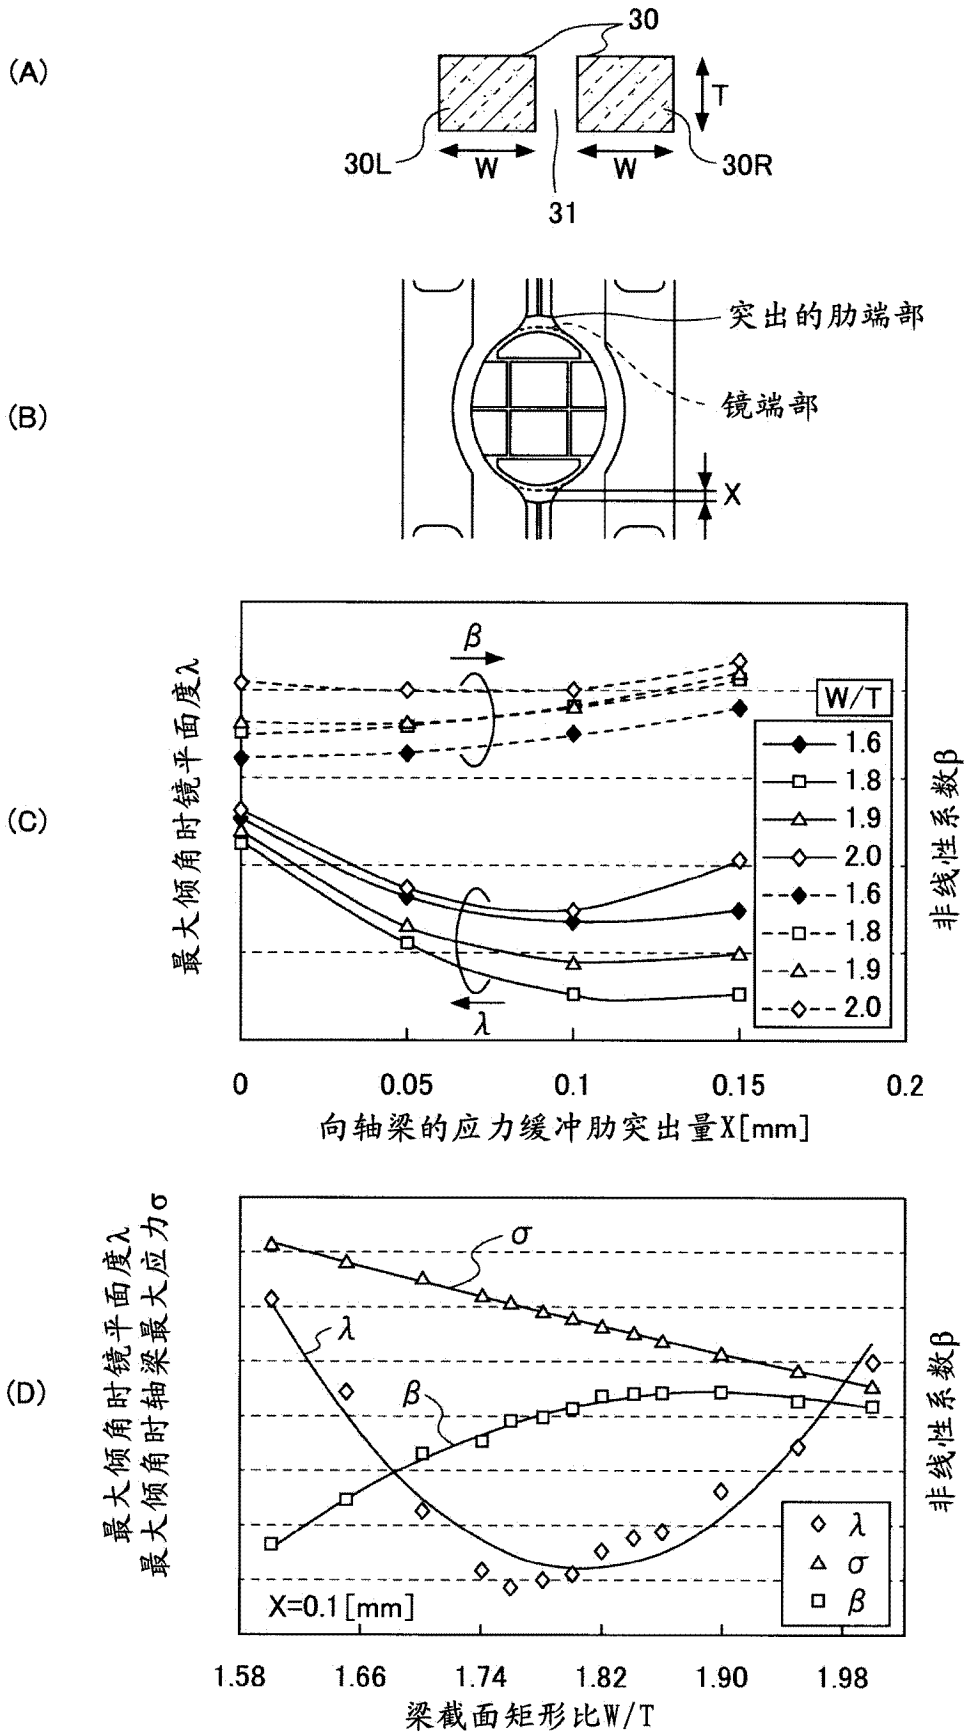 (A)
30
T
30L
W
W
30R
31
(B)
突出的肋端部
镜端部
X
(C)
最大倾角时镜平面度λ
β
λ
W/T
1.6
1.8
1.9
2.0
1.6
1.8
1.9
2.0
非线性系数β
0
0.05
0.1
0.15
0.2
向轴梁的应力缓冲肋突出量X[mm]
(D)
最大倾角时镜平面度λ
最大倾角时轴梁最大应力σ
σ
λ
β
λ
σ
β
X=0.1[mm]
非线性系数β
1.58
1.66
1.74
1.82
1.90
1.98
梁截面矩形比W/T